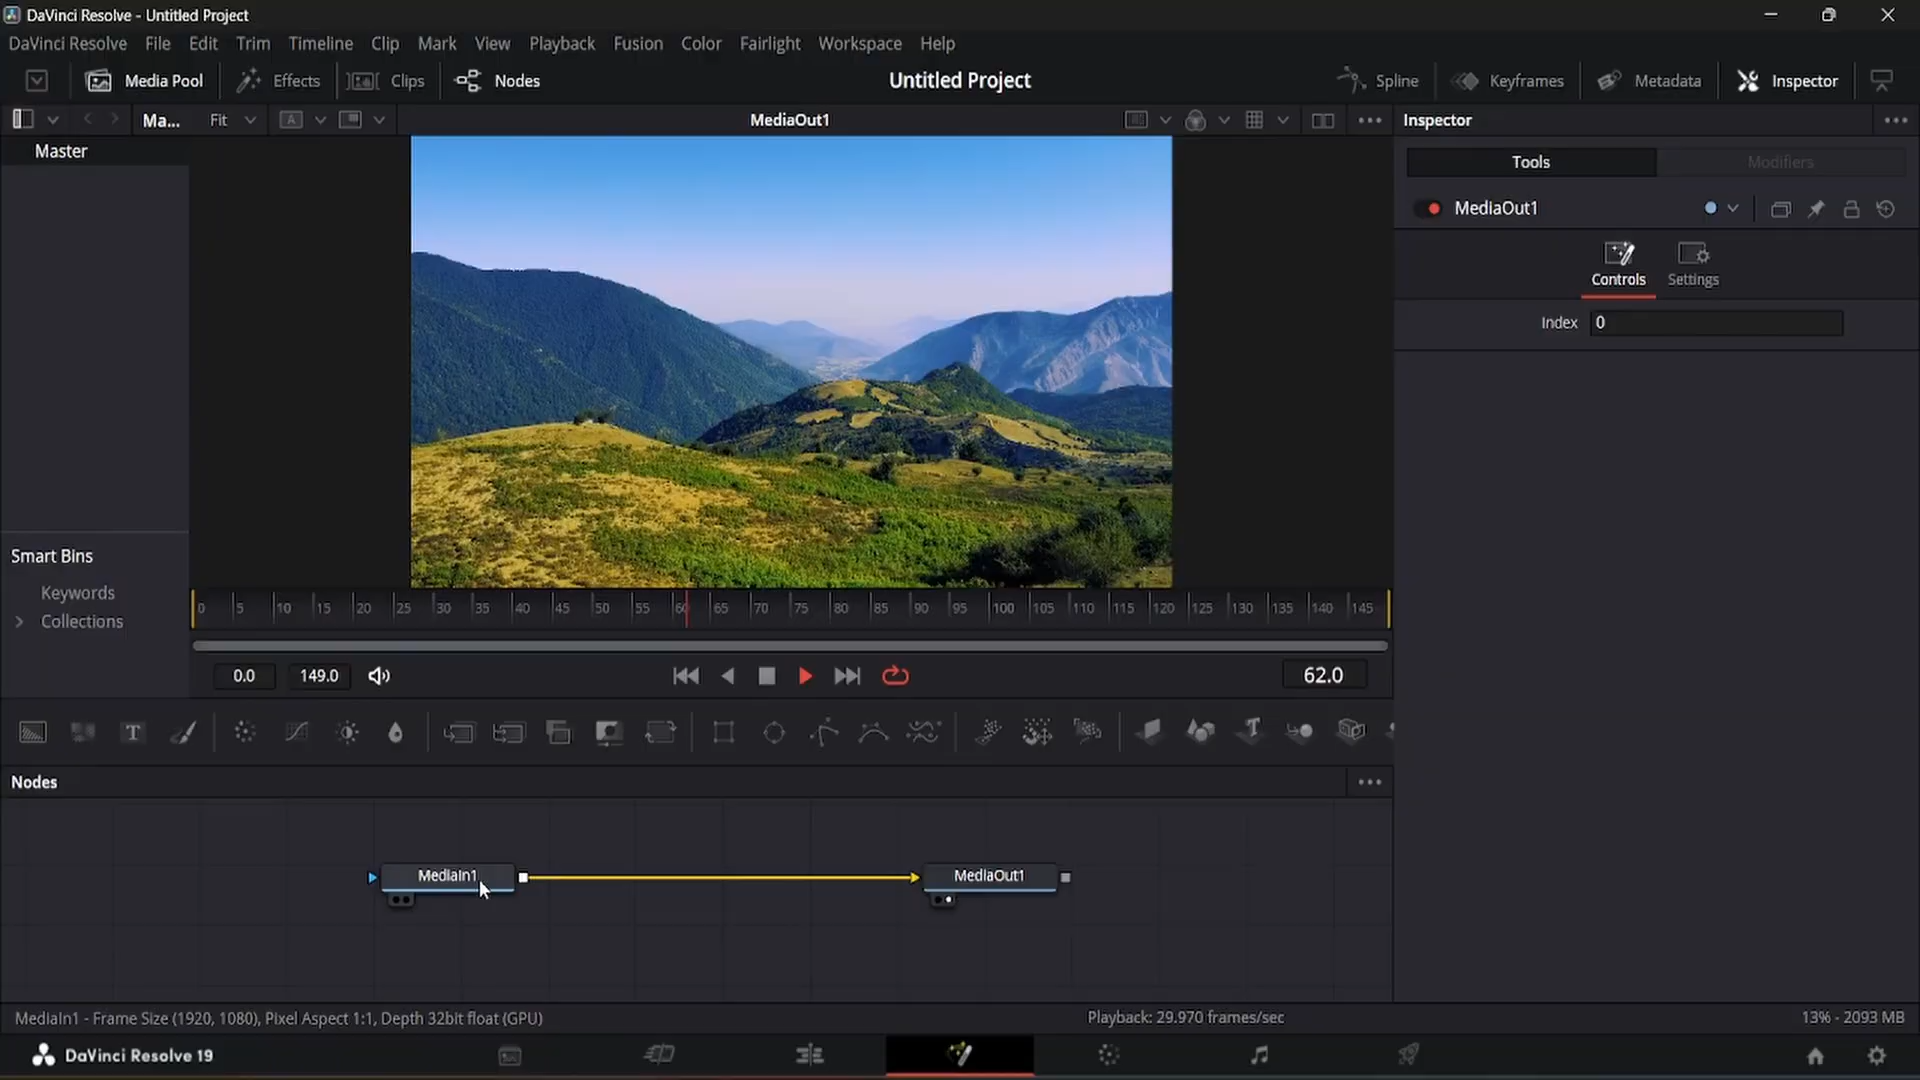 DaVinci Resolve - Untitled Project
DaVinci Resolve File Edit Trim Timeline Clip Mark View Playback Fusion Color Fairlight Workspace Help
Media Pool Effects Clips Nodes Untitled Project Spline Keyframes Metadata Inspector
Ma... Fit A MediaOut1 Inspector
Master
Tools Modifiers
MediaOut1
Controls Settings
Index 0
Smart Bins
Keywords
Collections
0 5 10 15 20 25 30 35 40 45 50 55 60 65 70 75 80 85 90 95 100 105 110 115 120 125 130 135 140 145
0.0 149.0 62.0
T T
Nodes
MediaIn1 MediaOut1
MediaIn1 - Frame Size (1920, 1080), Pixel Aspect 1:1, Depth 32bit float (GPU) Playback: 29.970 frames/sec 13% - 2093 MB
DaVinci Resolve 19